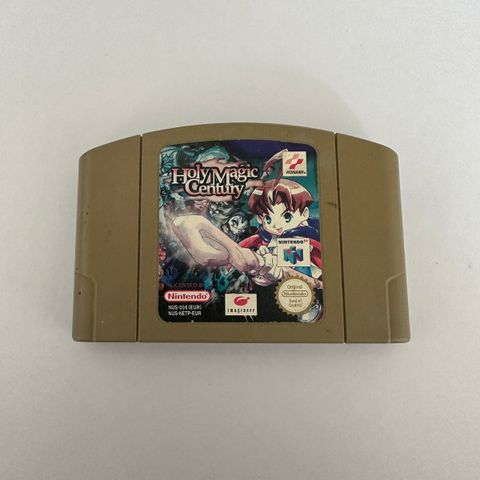 KONAMI
Holy Magic
Century
NINTENDO 64
LICENSED BY
Nintendo
NUS-006 (EUR)
NUS-NETP-EUR
imagineer
Original
Nintendo
Seal of
Quality